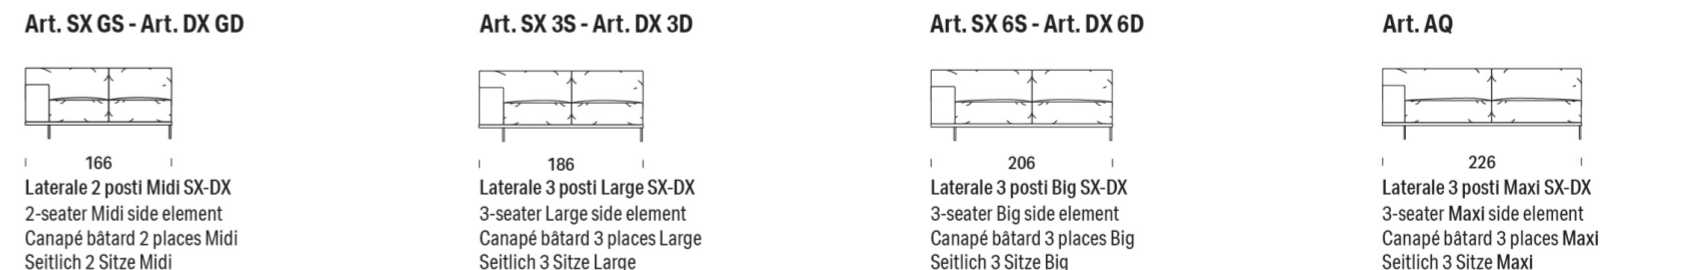 Art. SX GS - Art. DX GD
166
Laterale 2 posti Midi SX-DX
2-seater Midi side element
Canapé bâtard 2 places Midi
Seitlich 2 Sitze Midi
Art. SX 3S - Art. DX 3D
186
Laterale 3 posti Large SX-DX
3-seater Large side element
Canapé bâtard 3 places Large
Seitlich 3 Sitze Large
Art. SX 6S - Art. DX 6D
206
Laterale 3 posti Big SX-DX
3-seater Big side element
Canapé bâtard 3 places Big
Seitlich 3 Sitze Big
Art. AQ
226
Laterale 3 posti Maxi SX-DX
3-seater Maxi side element
Canapé bâtard 3 places Maxi
Seitlich 3 Sitze Maxi